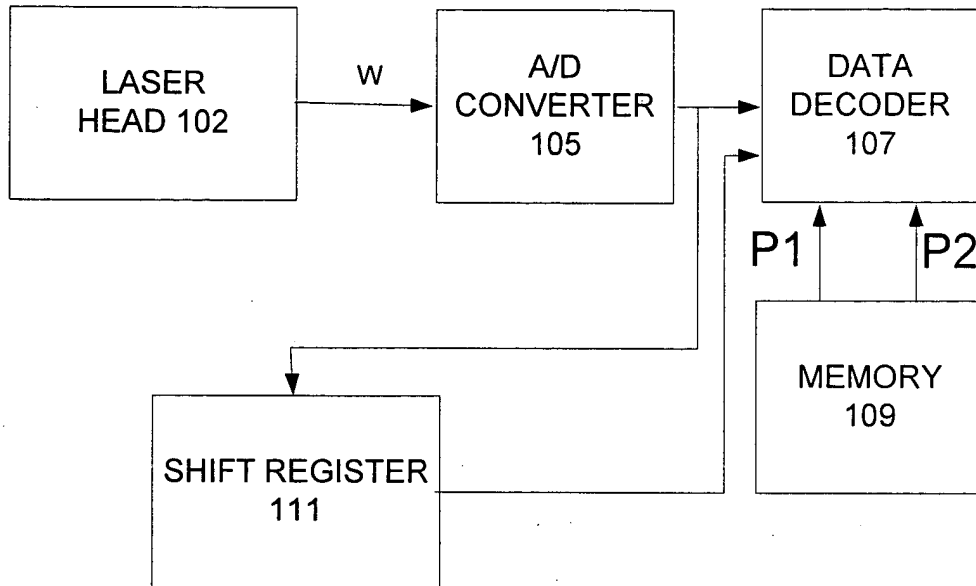 LASER
HEAD 102
W
A/D
CONVERTER
105
DATA
DECODER
107
P1
P2
MEMORY
109
SHIFT REGISTER
111